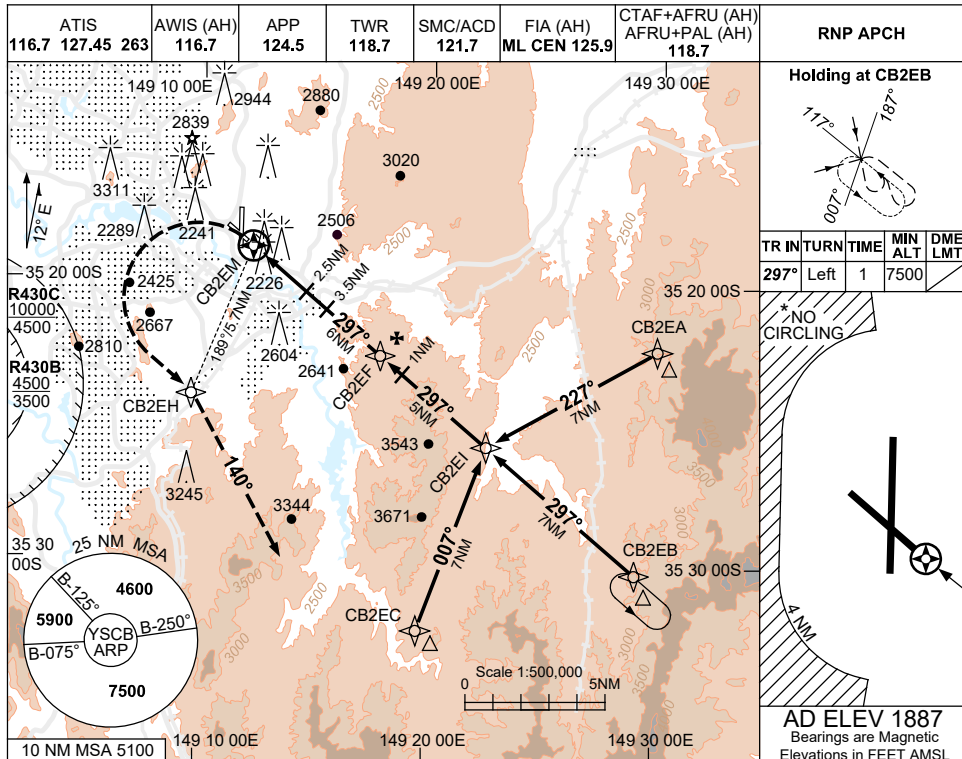 ATIS
116.7 127.45 263
AWIS (AH)
116.7
APP
124.5
TWR
118.7
SMC/ACD
121.7
FIA (AH)
ML CEN 125.9
CTAF+AFRU (AH)
AFRU+PAL (AH)
118.7
RNP APCH
149 10 00E
149 20 00E
149 30 00E
2944
2880
2500
2839
3311
3020
12° E
2289
2241
2506
2500
3500
CB2EM
2226
2.5NM
3.5NM
35 20 00S
2425
R430C
10000
4500
2667
189°/5.7NM
2604
297°
6NM
3000
35 20 00S
2810
R430B
4500
3500
2641
CB2EF
1NM
2500
CB2EA
CB2EH
297°
5NM
227°
7NM
3543
CB2EI
3000
3245
140°
3344
3671
007°
7NM
297°
7NM
3000
35 30
00S
25 NM MSA
3500
CB2EB
35 30 00S
B-125°
4600
5900
B-250°
YSCB
ARP
B-075°
7500
3000
2500
CB2EC
3000
3500
Scale 1:500,000
0
5NM
10 NM MSA 5100
149 10 00E
149 20 00E
149 30 00E
Holding at CB2EB
117°
187°
007°
TR IN
TURN
TIME
MIN
ALT
DME
LMT
297°
Left
1
7500
*NO
CIRCLING
4 NM
AD ELEV 1887
Bearings are Magnetic
Elevations in FEET AMSL